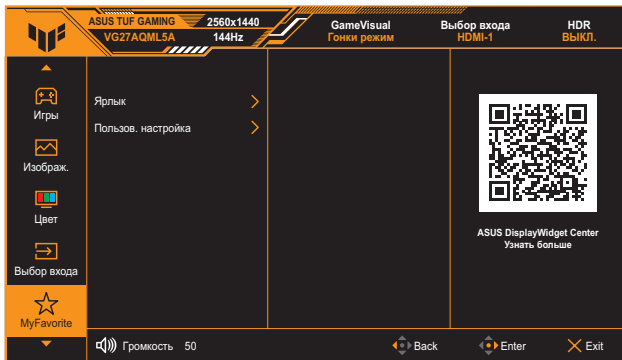 ASUS TUF GAMING 2560x1440
VG27AQML5A 144Hz
GameVisual
Гонки режим
Выбор входа
HDMI-1
HDR
ВЫКЛ.
Игры
Изображ.
Цвет
Выбор входа
MyFavorite
Ярлык
Пользов. настройка
ASUS DisplayWidget Center
Узнать больше
Громкость 50
Back
Enter
Exit